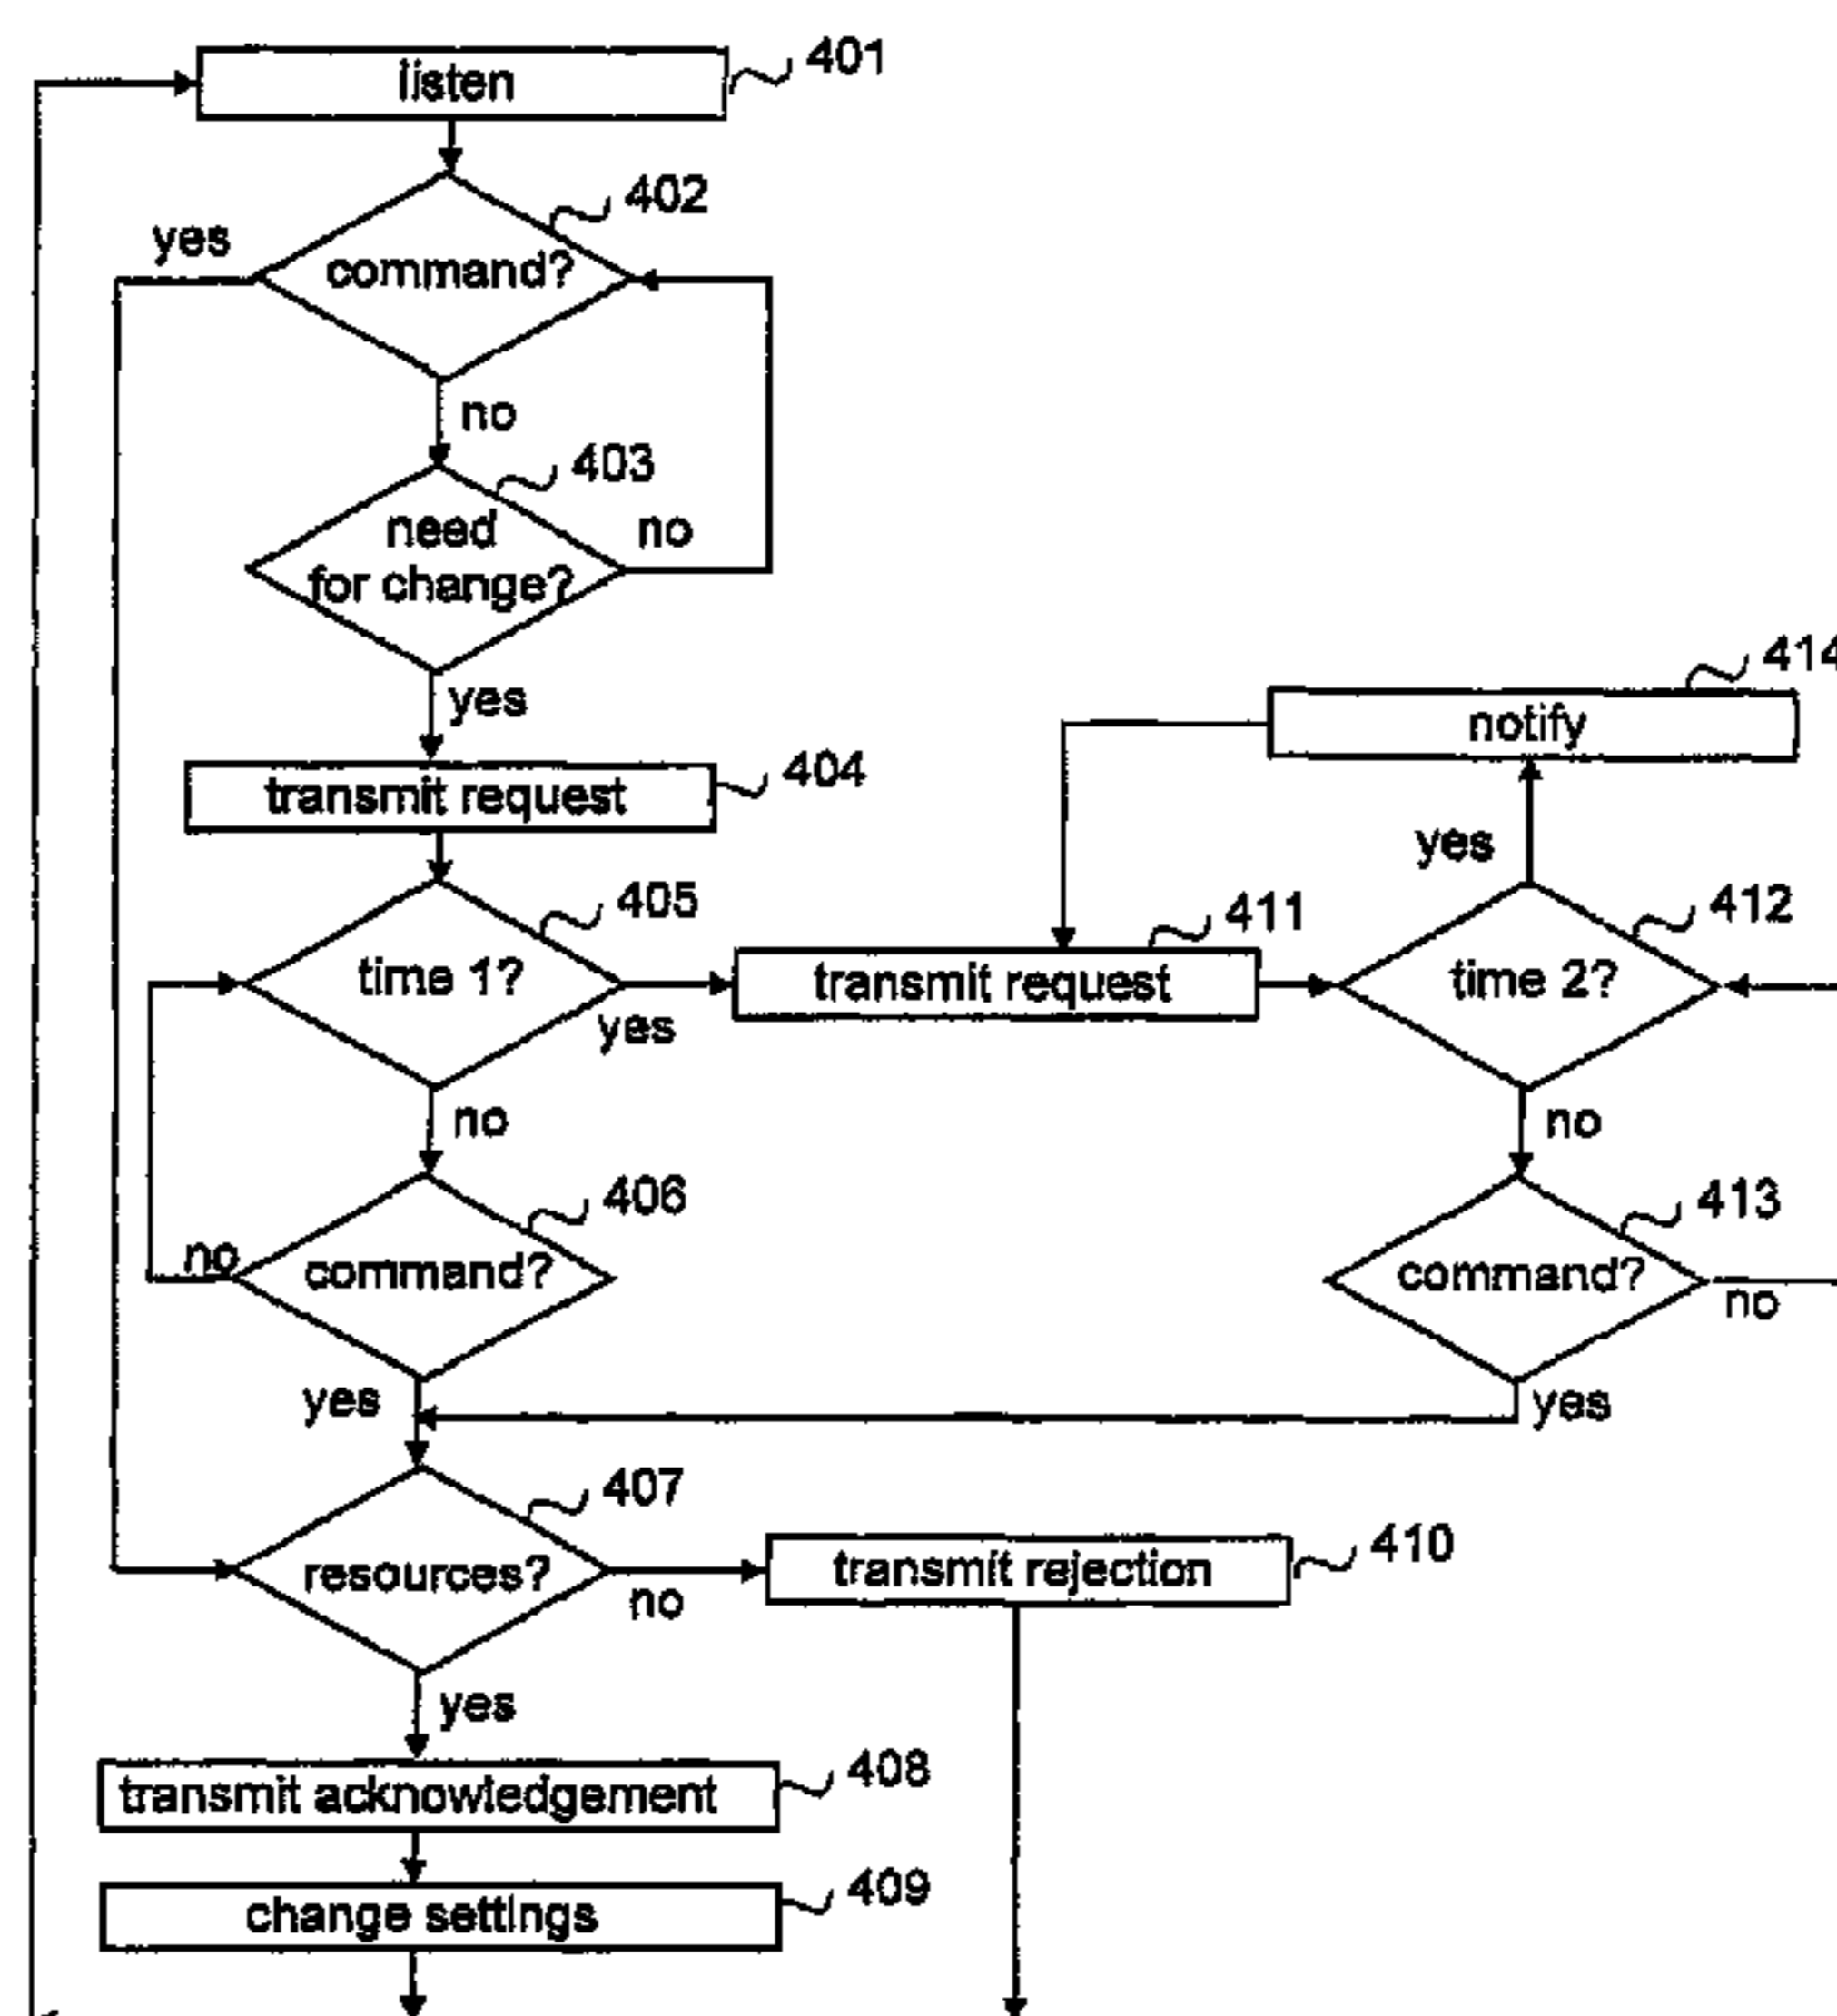 401
listen
402
yes
command?
no
403
need
for change?
no
yes
414
notify
404
transmit request
yes
405
411
412
time 1?
transmit request
time 2?
yes
no
no
406
413
no
command?
command?
no
yes
yes
407
410
resources?
transmit rejection
no
yes
408
transmit acknowledgement
409
change settings